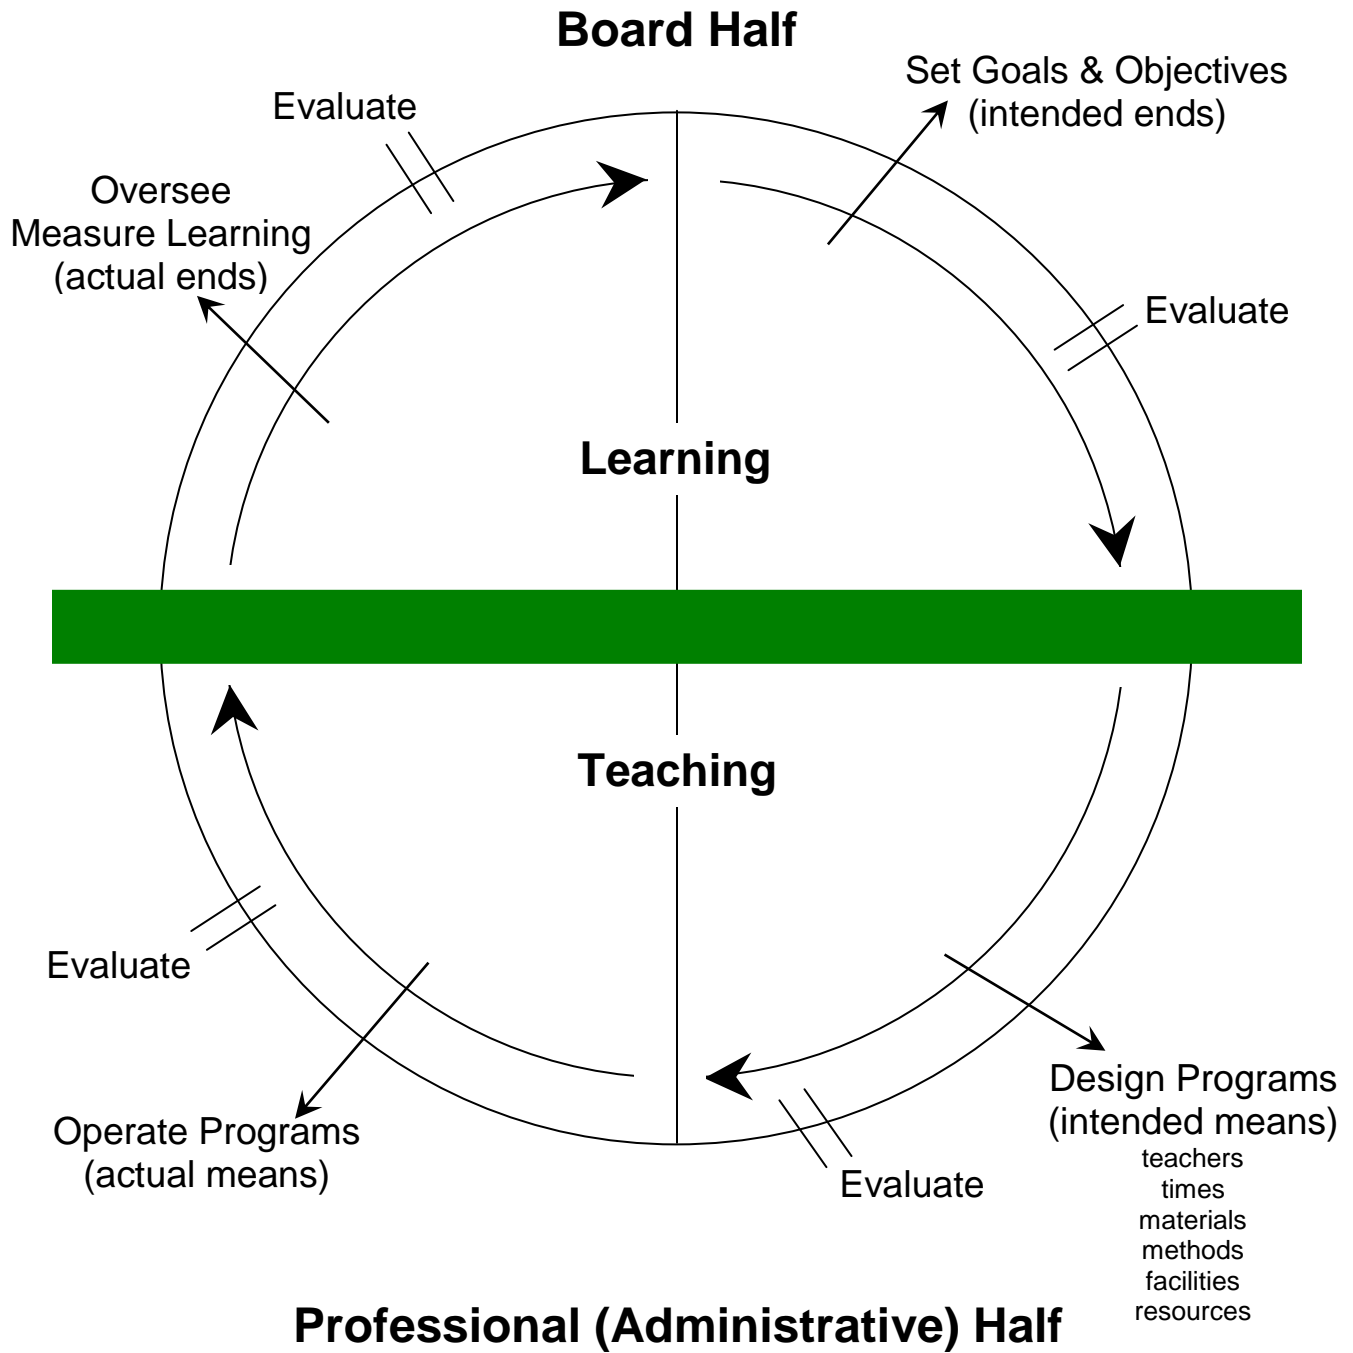 Board Half
Set Goals & Objectives
(intended ends)
Evaluate
Oversee
Measure Learning
(actual ends)
Evaluate
Learning
Teaching
Evaluate
Operate Programs
(actual means)
Design Programs
(intended means)
teachers
times
materials
methods
facilities
resources
Evaluate
Professional (Administrative) Half